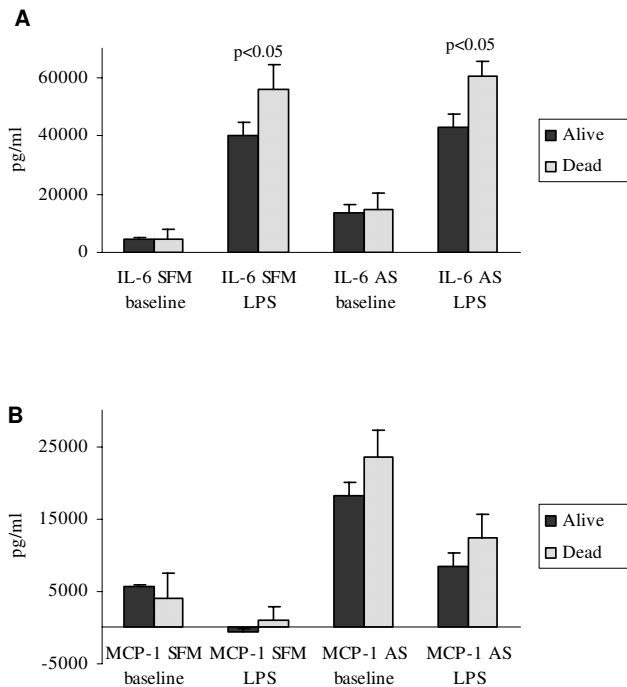 A
p<0.05
p<0.05
60000
40000
20000
0
pg/ml
Alive
Dead
IL-6 SFM IL-6 SFM IL-6 AS IL-6 AS
baseline LPS baseline LPS
B
25000
15000
5000
-5000
pg/ml
Alive
Dead
MCP-1 SFM MCP-1 SFM MCP-1 AS MCP-1 AS
baseline LPS baseline LPS